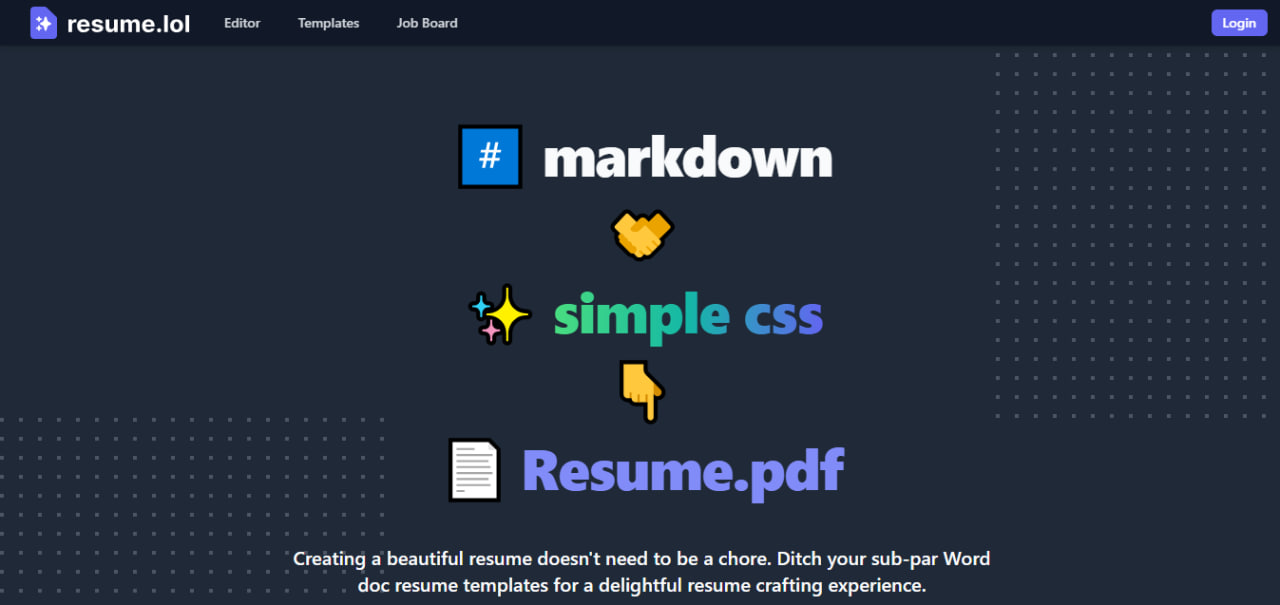 resume.lol Editor Templates Job Board Login
# markdown
simple css
Resume.pdf
Creating a beautiful resume doesn't need to be a chore. Ditch your sub-par Word
doc resume templates for a delightful resume crafting experience.